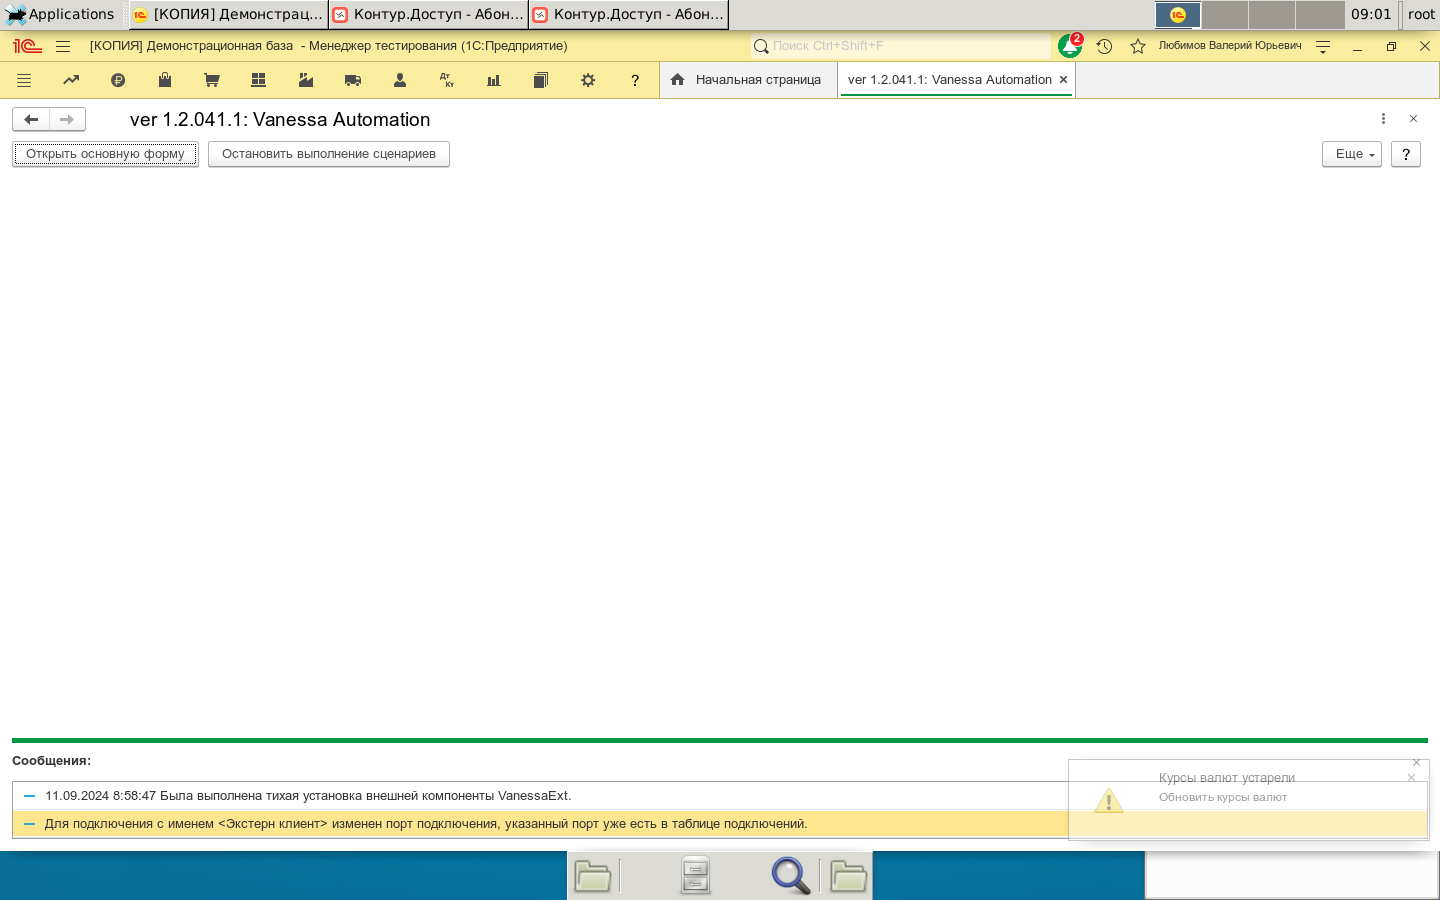 Applications
[КОПИЯ] Демонстрац...
Контур.Доступ - Абон...
Контур.Доступ - Абон...
09:01
root
[КОПИЯ] Демонстрационная база - Менеджер тестирования (1С:Предприятие)
Поиск Ctrl+Shift+F
2
Любимов Валерий Юрьевич
Дт
Кт
?
Начальная страница
ver 1.2.041.1: Vanessa Automation
ver 1.2.041.1: Vanessa Automation
Открыть основную форму
Остановить выполнение сценариев
Еще
?
Сообщения:
11.09.2024 8:58:47 Была выполнена тихая установка внешней компоненты VanessaExt.
Для подключения с именем <Экстерн клиент> изменен порт подключения, указанный порт уже есть в таблице подключений.
Курсы валют устарели
Обновить курсы валют